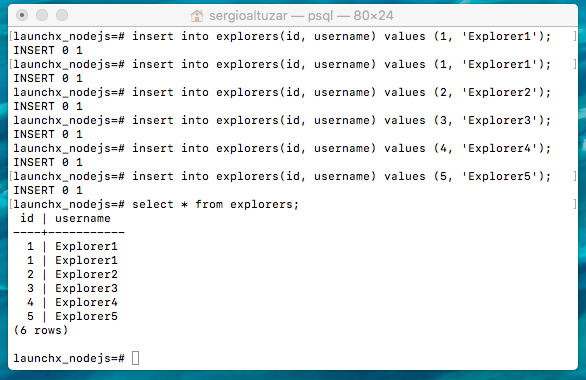 sergioaltuzar — psql — 80×24
[launchx_nodejs=# insert into explorers(id, username) values (1, 'Explorer1'); ]
INSERT 0 1
[launchx_nodejs=# insert into explorers(id, username) values (1, 'Explorer1'); ]
INSERT 0 1
[launchx_nodejs=# insert into explorers(id, username) values (2, 'Explorer2'); ]
INSERT 0 1
[launchx_nodejs=# insert into explorers(id, username) values (3, 'Explorer3'); ]
INSERT 0 1
[launchx_nodejs=# insert into explorers(id, username) values (4, 'Explorer4'); ]
INSERT 0 1
[launchx_nodejs=# insert into explorers(id, username) values (5, 'Explorer5'); ]
INSERT 0 1
[launchx_nodejs=# select * from explorers; ]
 id | username
----+-----------
  1 | Explorer1
  1 | Explorer1
  2 | Explorer2
  3 | Explorer3
  4 | Explorer4
  5 | Explorer5
(6 rows)
launchx_nodejs=#